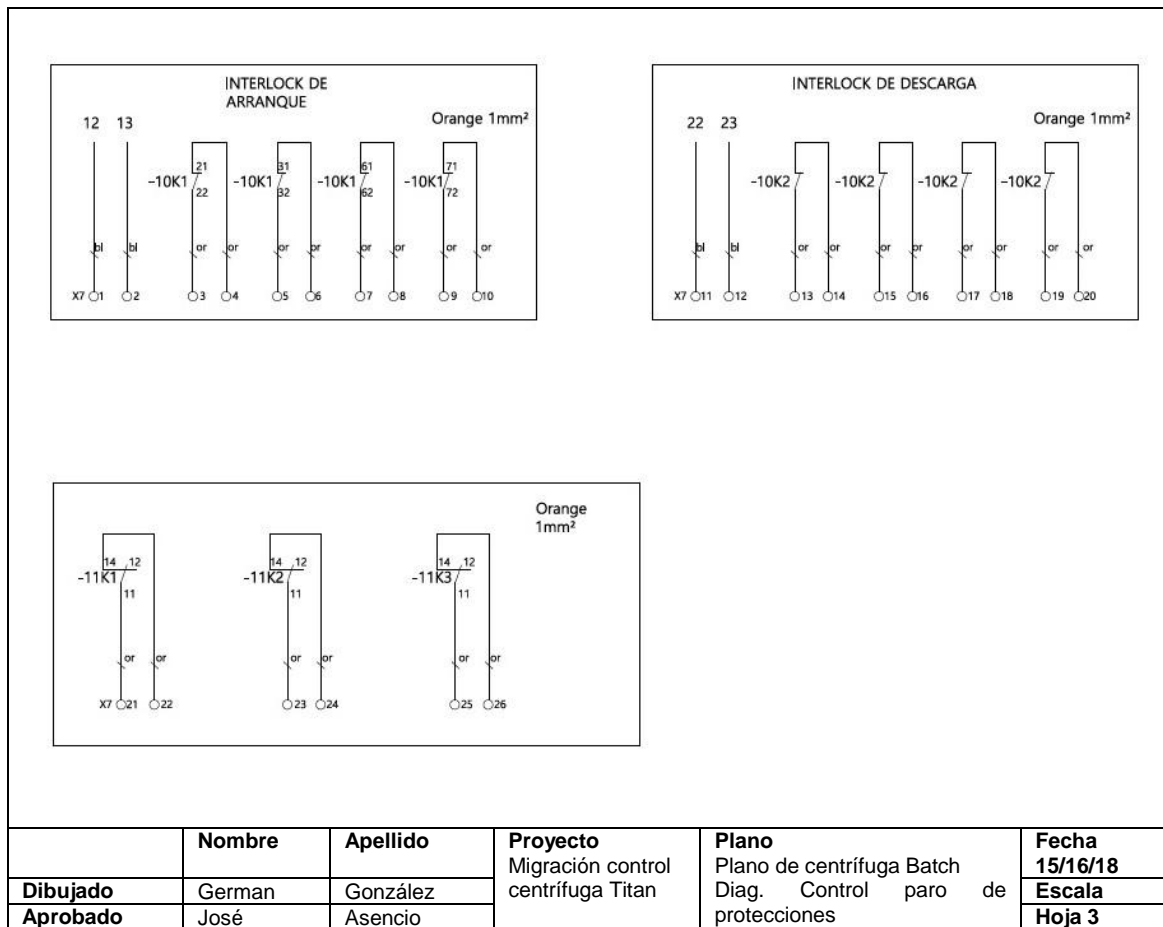 INTERLOCK DE
ARRANQUE
Orange 1mm²
12 13
21 31 61 71
-10K1 -10K1 -10K1 -10K1
22 32 62 72
bl bl or or or or or or or or
X7 1 2 3 4 5 6 7 8 9 10
INTERLOCK DE DESCARGA
Orange 1mm²
22 23
-10K2 -10K2 -10K2 -10K2
bl bl or or or or or or or or
X7 11 12 13 14 15 16 17 18 19 20
Orange
1mm²
14 12 14 12 14 12
-11K1 -11K2 -11K3
11 11 11
or or or or or or
X7 21 22 23 24 25 26
Nombre Apellido Proyecto Plano Fecha
Migración control Plano de centrífuga Batch 15/16/18
Dibujado German González centrífuga Titan Diag. Control paro de Escala
Aprobado José Asencio protecciones Hoja 3